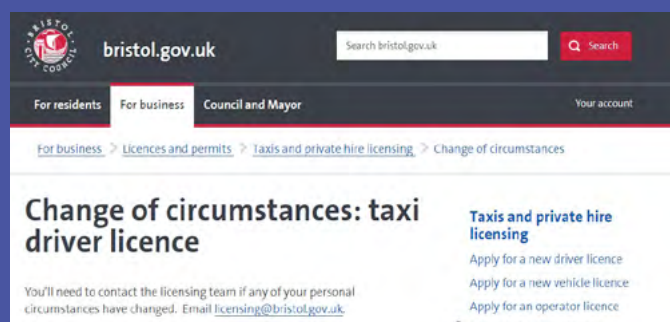 BRISTOL
CITY COUNCIL
bristol.gov.uk
Search bristol.gov.uk
Search
For residents
For business
Council and Mayor
Your account
For business > Licences and permits > Taxis and private hire licensing > Change of circumstances
Change of circumstances: taxi
driver licence
You'll need to contact the licensing team if any of your personal
circumstances have changed. Email licensing@bristol.gov.uk.
Taxis and private hire
licensing
Apply for a new driver licence
Apply for a new vehicle licence
Apply for an operator licence